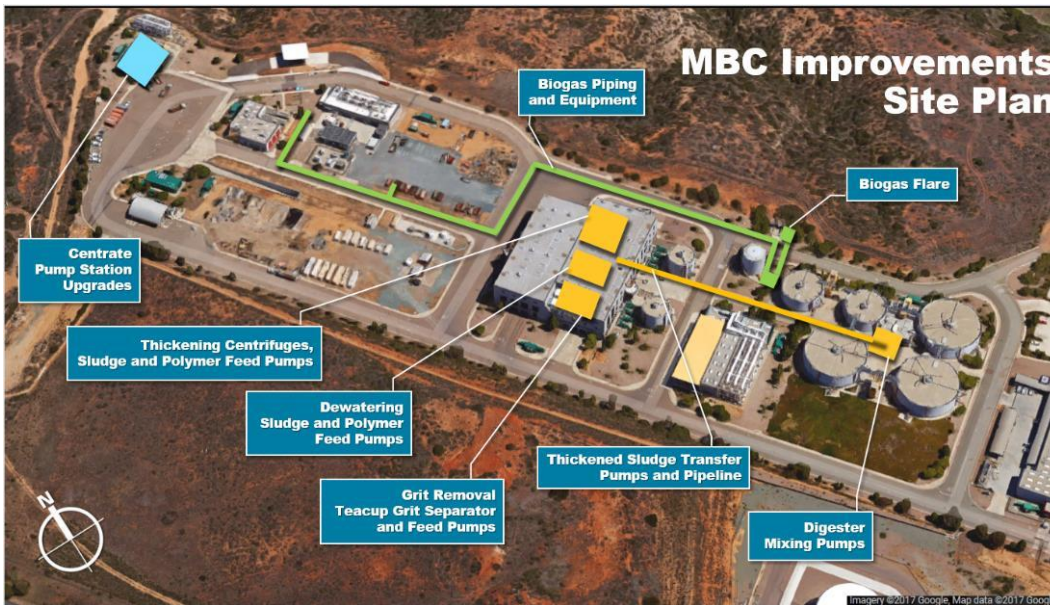 MBC Improvements
Site Plan
Biogas Piping
and Equipment
Biogas Flare
Centrate
Pump Station
Upgrades
Thickening Centrifuges,
Sludge and Polymer Feed Pumps
Dewatering
Sludge and Polymer
Feed Pumps
Thickened Sludge Transfer
Pumps and Pipeline
Grit Removal
Teacup Grit Separator
and Feed Pumps
Digester
Mixing Pumps
N
Imagery ©2017 Google, Map data ©2017 Goog